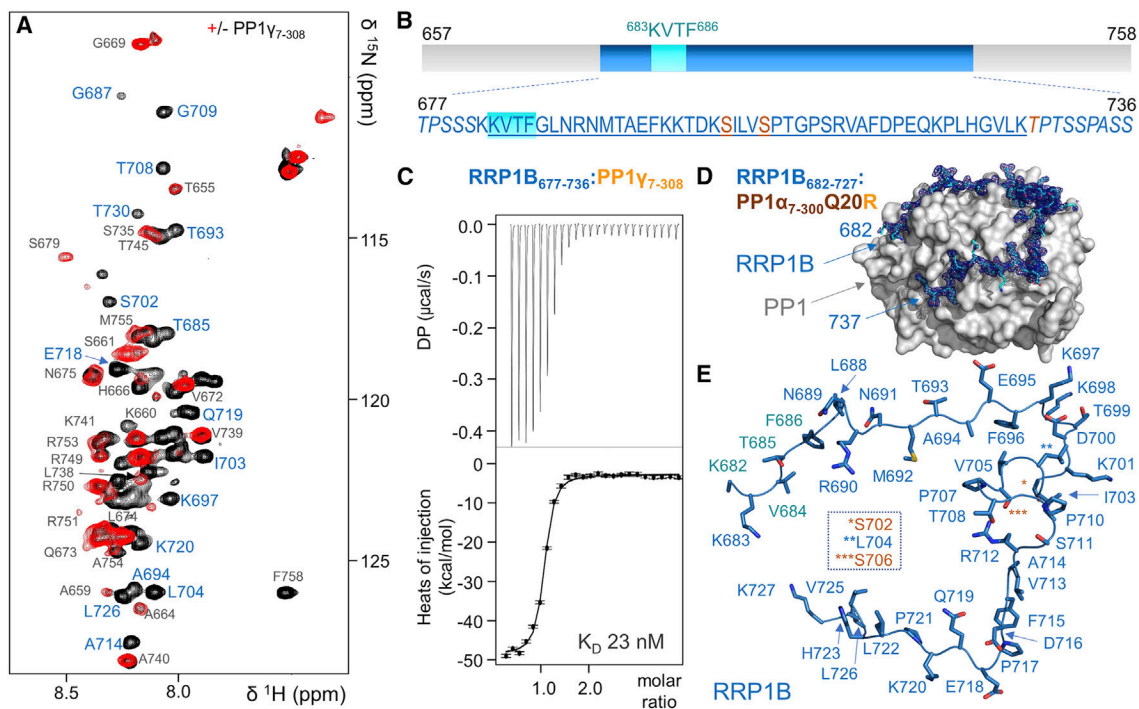 A
+/- PP1γ7-308
G669
G687
G709
T708
T655
T730
S735
T745
T693
S679
S702
M755
T685
S661
E718
N675
H666
V672
K660
Q719
K741
R753
V739
R749
I703
L738
R750
K697
L674
R751
K720
Q673
A754
F758
A694
A659
L704
L726
A664
A714
A740
8.5
8.0
δ 1H (ppm)
δ 15N (ppm)
115
120
125
B
683KVTF686
657
758
677
736
TPSSSKKVTFGLNRNMTAEFKKTDKSILVSPTGPSRVAFDPEQKPLHGVLKTPTSSPASS
C
RRP1B677-736:PP1γ7-308
0.0
-0.1
-0.2
-0.3
-0.4
DP (μcal/s)
0
-10
-20
-30
-40
-50
Heats of injection
(kcal/mol)
KD 23 nM
1.0
2.0
molar
ratio
D
RRP1B682-727:
PP1α7-300Q20R
682
RRP1B
PP1
737
E
L688
N689
N691
T693
E695
K697
K698
T699
F686
T685
K682
A694
F696
D700
**
V705
K701
M692
R690
*
V684
P707
I703
***
T708
P710
K683
*S702
**L704
***S706
S711
R712
A714
V713
K727
V725
Q719
P721
F715
D716
H723
L722
L726
P717
K720
E718
RRP1B